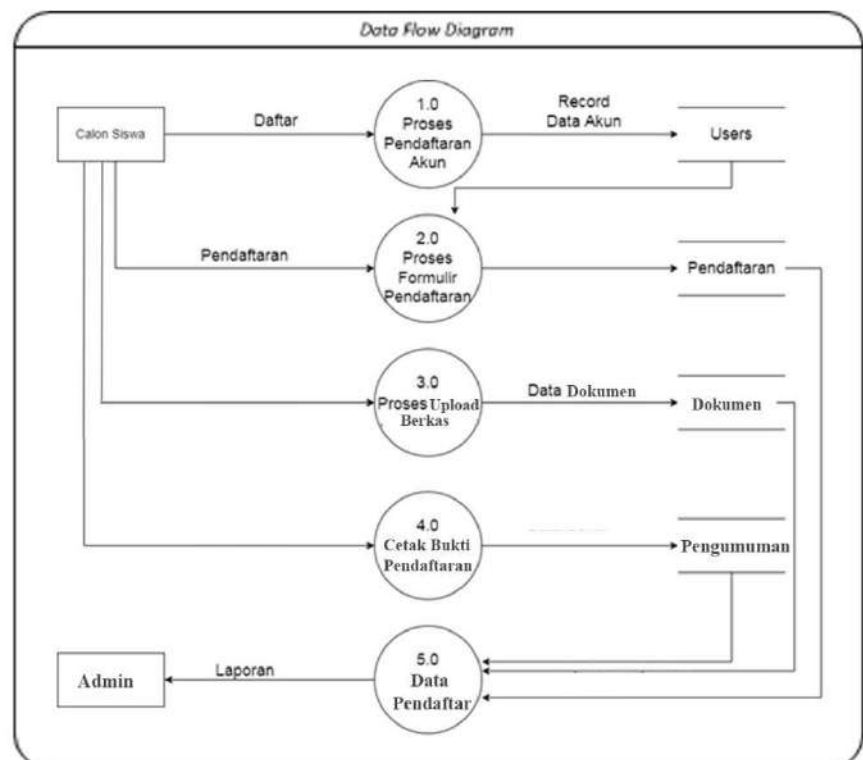 Data Flow Diagram
Calon Siswa
Daftar
1.0
Proses
Pendaftaran
Akun
Record
Data Akun
Users
Pendaftaran
2.0
Proses
Formulir
Pendaftaran
Pendaftaran
3.0
Proses Upload
Berkas
Data Dokumen
Dokumen
4.0
Cetak Bukti
Pendaftaran
Pengumuman
Admin
Laporan
5.0
Data
Pendaftar